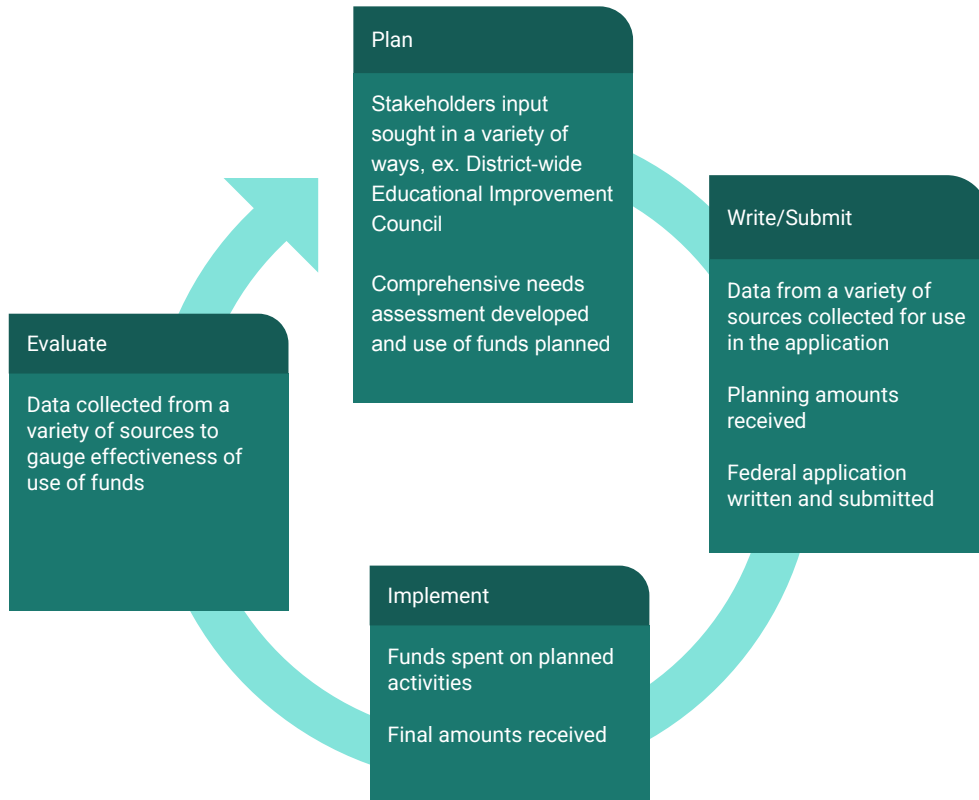 Plan
Stakeholders input
sought in a variety of
ways, ex. District-wide
Educational Improvement
Council
Comprehensive needs
assessment developed
and use of funds planned
Write/Submit
Data from a variety of
sources collected for use
in the application
Planning amounts
received
Federal application
written and submitted
Implement
Funds spent on planned
activities
Final amounts received
Evaluate
Data collected from a
variety of sources to
gauge effectiveness of
use of funds